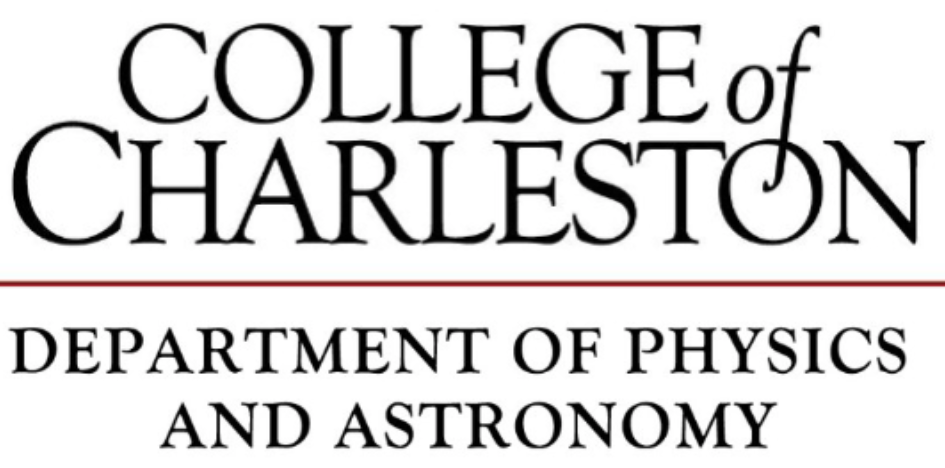 COLLEGE of
CHARLESTON
DEPARTMENT OF PHYSICS
AND ASTRONOMY